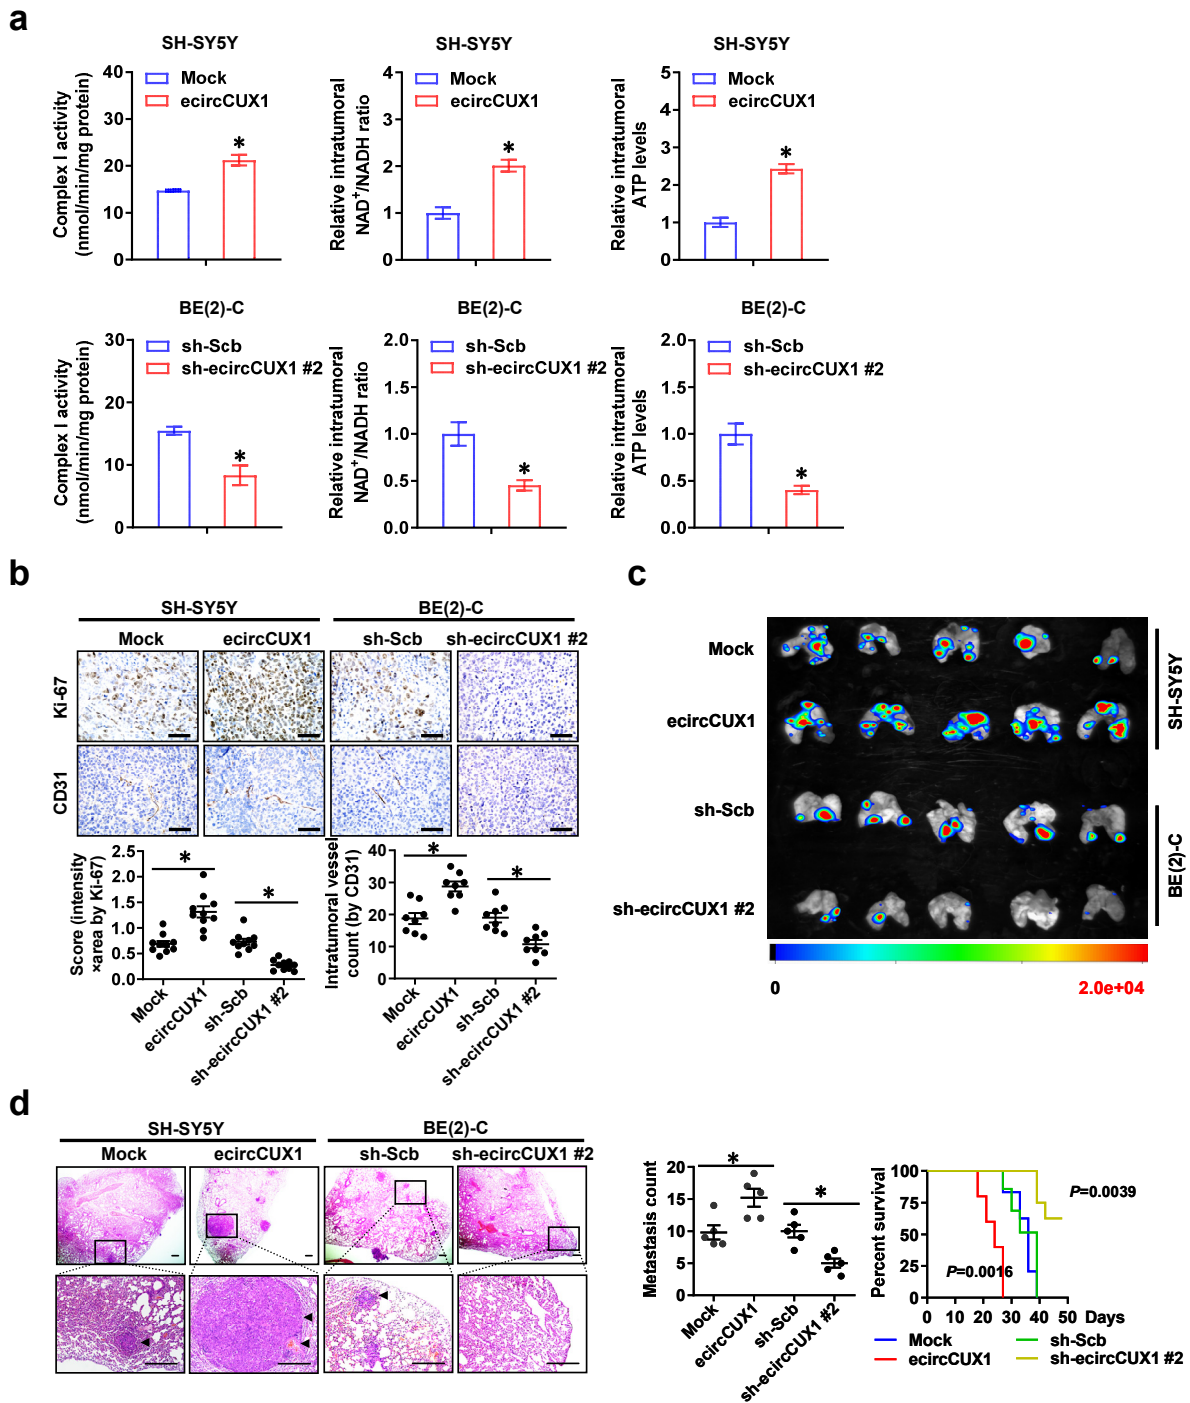 a
SH-SY5Y
Complex I activity
(nmol/min/mg protein)
40
30
20
10
0
Mock
ecircCUX1
*
SH-SY5Y
Relative intratumoral
NAD+/NADH ratio
4
3
2
1
0
Mock
ecircCUX1
*
SH-SY5Y
Relative intratumoral
ATP levels
5
4
3
2
1
0
Mock
ecircCUX1
*
BE(2)-C
Complex I activity
(nmol/min/mg protein)
30
20
10
0
sh-Scb
sh-ecircCUX1 #2
*
BE(2)-C
Relative intratumoral
NAD+/NADH ratio
2.0
1.5
1.0
0.5
0.0
sh-Scb
sh-ecircCUX1 #2
*
BE(2)-C
Relative intratumoral
ATP levels
2.0
1.5
1.0
0.5
0.0
sh-Scb
sh-ecircCUX1 #2
*
b
SH-SY5Y BE(2)-C
Mock ecircCUX1 sh-Scb sh-ecircCUX1 #2
Ki-67
CD31
Score (intensity
×area by Ki-67)
2.5
2.0
1.5
1.0
0.5
0.0
* *
Mock ecircCUX1 sh-Scb sh-ecircCUX1 #2
Intratumoral vessel
count (by CD31)
40
30
20
10
0
* *
Mock ecircCUX1 sh-Scb sh-ecircCUX1 #2
c
Mock
ecircCUX1
sh-Scb
sh-ecircCUX1 #2
SH-SY5Y
BE(2)-C
0 2.0e+04
d
SH-SY5Y BE(2)-C
Mock ecircCUX1 sh-Scb sh-ecircCUX1 #2
Metastasis count
20
15
10
5
0
* *
Mock ecircCUX1 sh-Scb sh-ecircCUX1 #2
Percent survival
100
75
50
25
0
P=0.0039
P=0.0016
0 10 20 30 40 50 Days
Mock sh-Scb
ecircCUX1 sh-ecircCUX1 #2